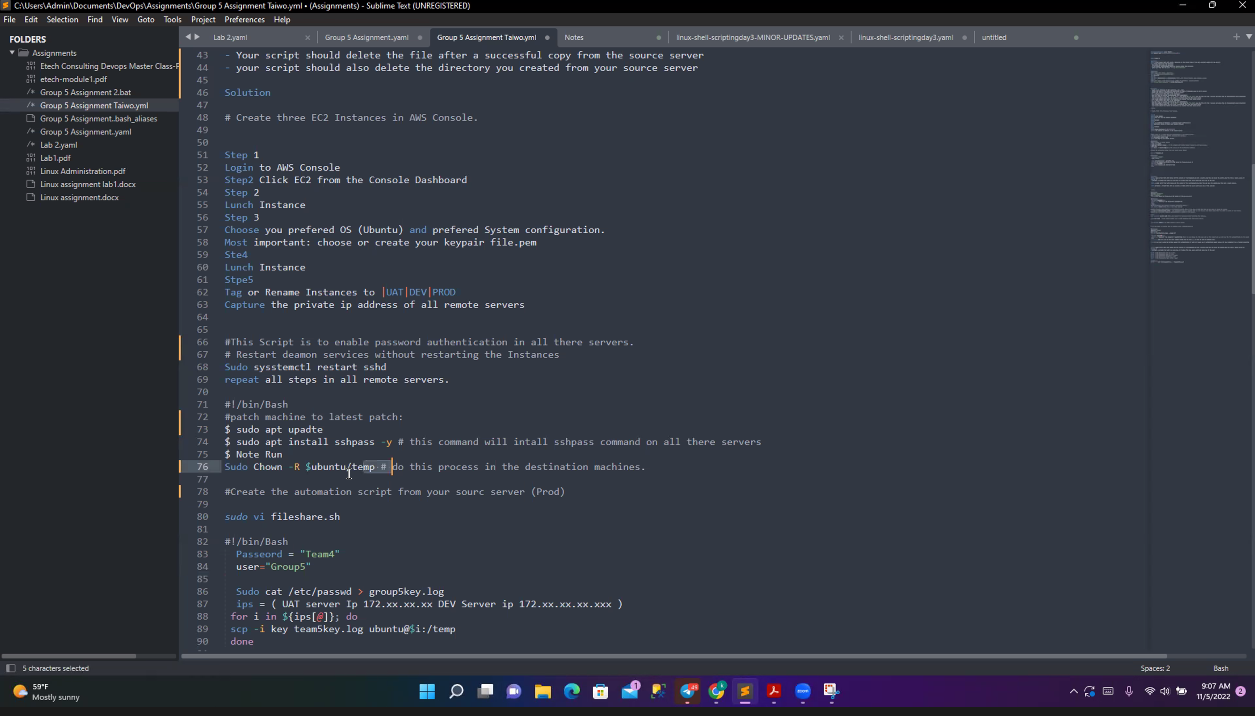 C:\Users\Admin\Documents\DevOps\Assignments\Group 5 Assignment Taiwo.yml • (Assignments) - Sublime Text (UNREGISTERED)
File Edit Selection Find View Goto Tools Project Preferences Help
FOLDERS
Assignments
Etech Consulting Devops Master Class-F
etech-module1.pdf
Group 5 Assignment 2.bat
Group 5 Assignment Taiwo.yml
Group 5 Assignment..bash_aliases
Group 5 Assignment..yaml
Lab 2.yaml
Lab1.pdf
Linux Administration.pdf
Linux assignment lab1.docx
Linux assignment.docx
Lab 2.yaml Group 5 Assignment.yaml Group 5 Assignment Taiwo.yml Notes linux-shell-scriptingday3-MINOR-UPDATES.yaml linux-shell-scriptingday3.yaml untitled
43 - Your script should delete the file after a successful copy from the source server
44 - your script should also delete the directory you created from your source server
45
46 Solution
47
48 # Create three EC2 Instances in AWS Console.
49
50
51 Step 1
52 Login to AWS Console
53 Step2 Click EC2 from the Console Dashboard
54 Step 2
55 Lunch Instance
56 Step 3
57 Choose you prefered OS (Ubuntu) and prefered System configuration.
58 Most important: choose or create your keypair file.pem
59 Ste4
60 Lunch Instance
61 Stpe5
62 Tag or Rename Instances to |UAT|DEV|PROD
63 Capture the private ip address of all remote servers
64
65
66 #This Script is to enable password authentication in all there servers.
67 # Restart deamon services without restarting the Instances
68 Sudo sysstemctl restart sshd
69 repeat all steps in all remote servers.
70
71 #!/bin/Bash
72 #patch machine to latest patch:
73 $ sudo apt upadte
74 $ sudo apt install sshpass -y # this command will intall sshpass command on all there servers
75 $ Note Run
76 Sudo Chown -R $ubuntu/temp # do this process in the destination machines.
77
78 #Create the automation script from your sourc server (Prod)
79
80 sudo vi fileshare.sh
81
82 #!/bin/Bash
83 Passeord = "Team4"
84 user="Group5"
85
86 Sudo cat /etc/passwd > group5key.log
87 ips = ( UAT server Ip 172.xx.xx.xx DEV Server ip 172.xx.xx.xxx )
88 for i in ${ips[@]}; do
89 scp -i key team5key.log ubuntu@$i:/temp
90 done
5 characters selected Spaces: 2 Bash
59°F
Mostly sunny
9:07 AM
11/5/2022